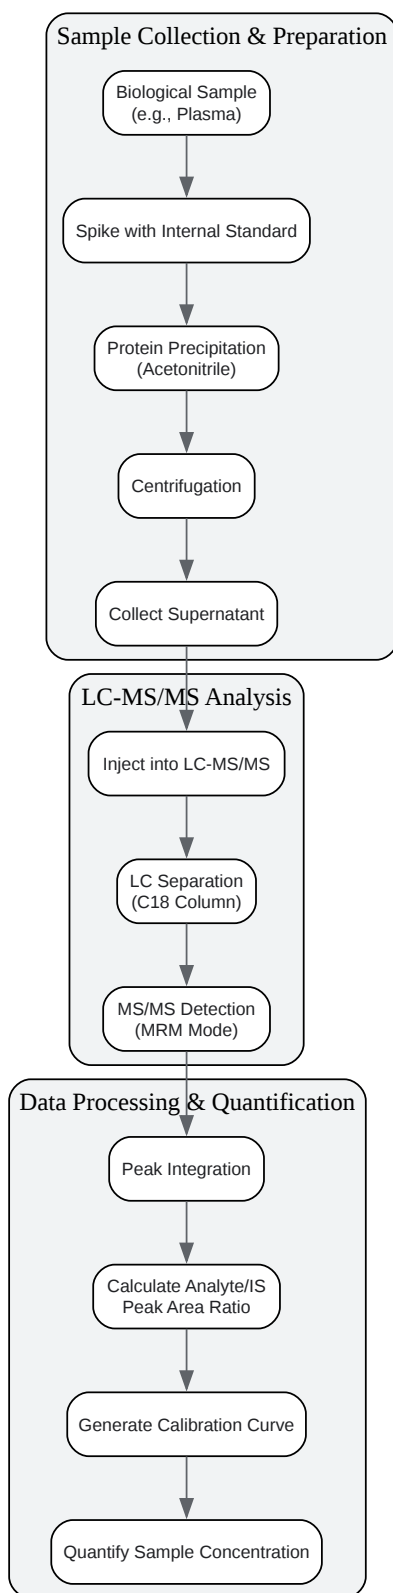 Sample Collection & Preparation
Biological Sample
(e.g., Plasma)
Spike with Internal Standard
Protein Precipitation
(Acetonitrile)
Centrifugation
Collect Supernatant
LC-MS/MS Analysis
Inject into LC-MS/MS
LC Separation
(C18 Column)
MS/MS Detection
(MRM Mode)
Data Processing & Quantification
Peak Integration
Calculate Analyte/IS
Peak Area Ratio
Generate Calibration Curve
Quantify Sample Concentration